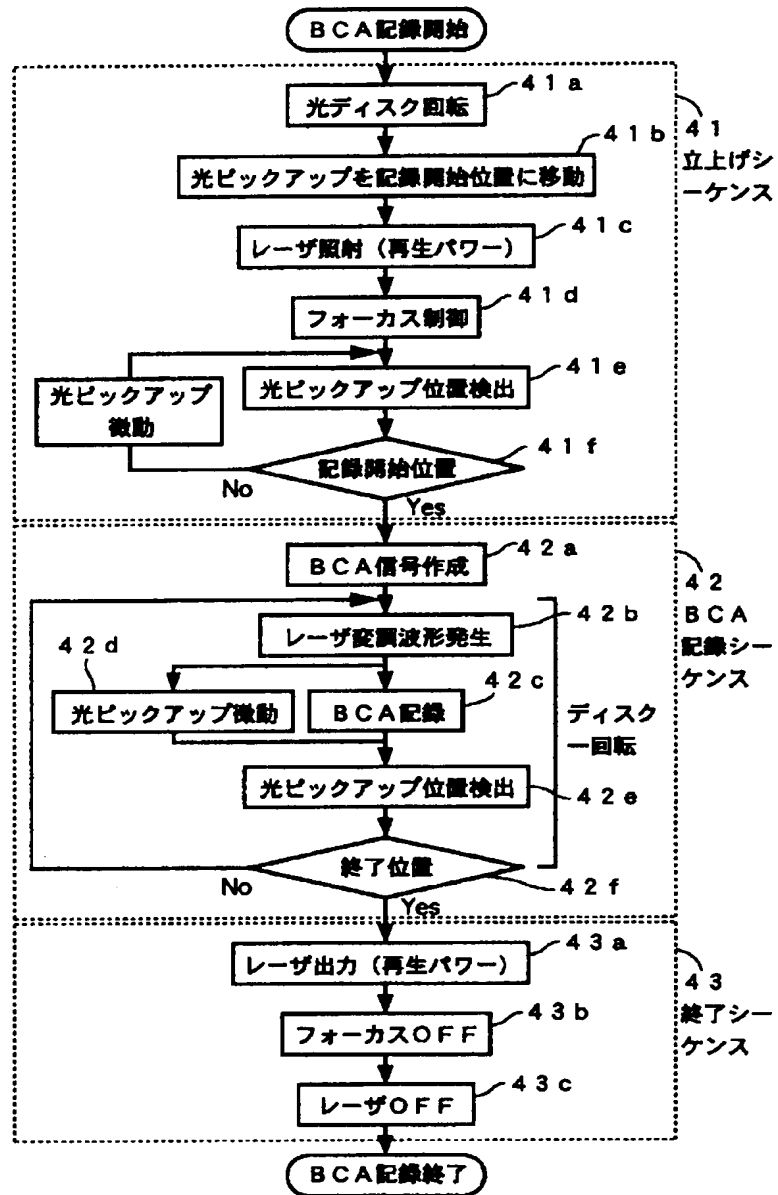 BCA記録開始
41a
光ディスク回転
41b
光ピックアップを記録開始位置に移動
41
立上げシ
ーケンス
41c
レーザ照射(再生パワー)
41d
フォーカス制御
41e
光ピックアップ位置検出
光ピックアップ
微動
41f
記録開始位置
No
Yes
42a
BCA信号作成
42
BCA
記録シー
ケンス
42b
レーザ変調波形発生
42d
光ピックアップ微動
42c
BCA記録
ディスク
一回転
光ピックアップ位置検出
42e
終了位置
No
42f
Yes
43a
レーザ出力(再生パワー)
43
終了シー
ケンス
43b
フォーカスOFF
43c
レーザOFF
BCA記録終了